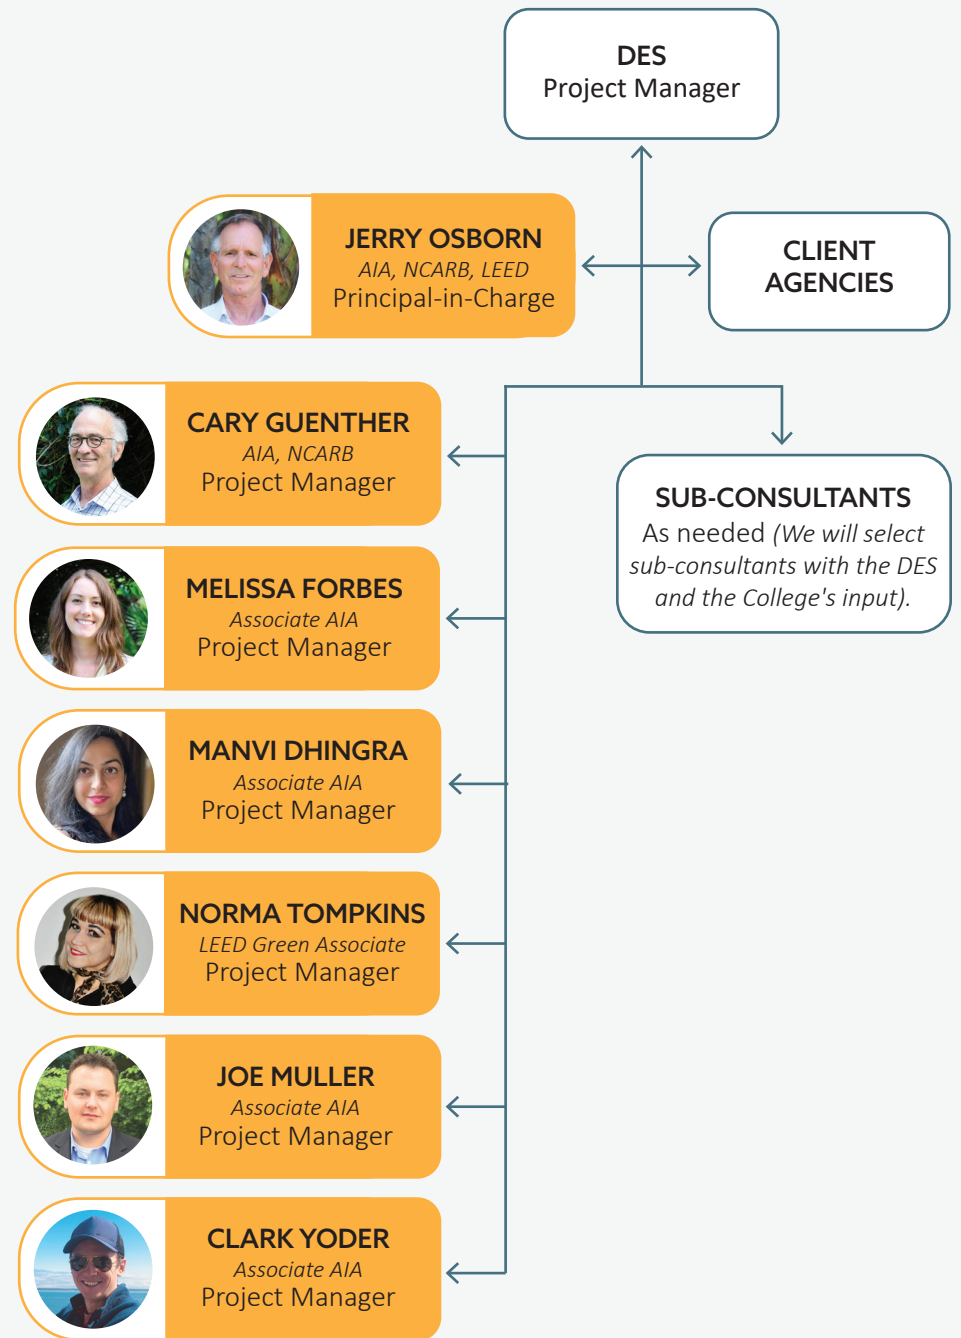 DES
Project Manager
JERRY OSBORN
AIA, NCARB, LEED
Principal-in-Charge
CLIENT
AGENCIES
CARY GUENTHER
AIA, NCARB
Project Manager
SUB-CONSULTANTS
As needed (We will select
sub-consultants with the DES
and the College's input).
MELISSA FORBES
Associate AIA
Project Manager
MANVI DHINGRA
Associate AIA
Project Manager
NORMA TOMPKINS
LEED Green Associate
Project Manager
JOE MULLER
Associate AIA
Project Manager
CLARK YODER
Associate AIA
Project Manager